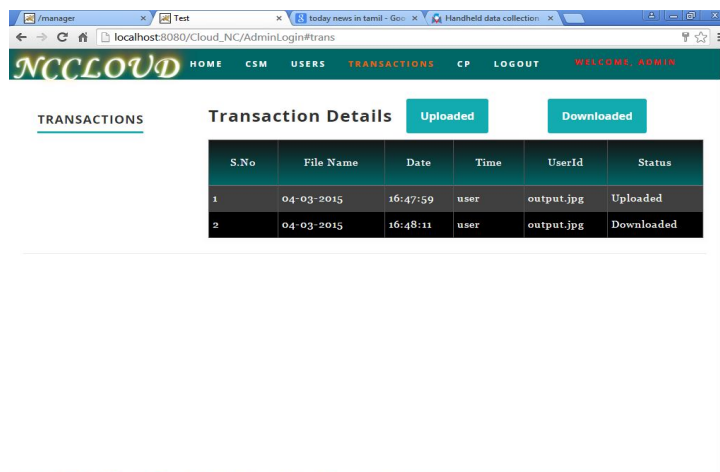 /manager Test today news in tamil - Goo Handheld data collection
localhost:8080/Cloud_NC/AdminLogin#trans
NCCLOUD HOME CSM USERS TRANSACTIONS CP LOGOUT WELCOME, ADMIN
TRANSACTIONS
Transaction Details Uploaded Downloaded
S.No File Name Date Time UserId Status
1 04-03-2015 16:47:59 user output.jpg Uploaded
2 04-03-2015 16:48:11 user output.jpg Downloaded